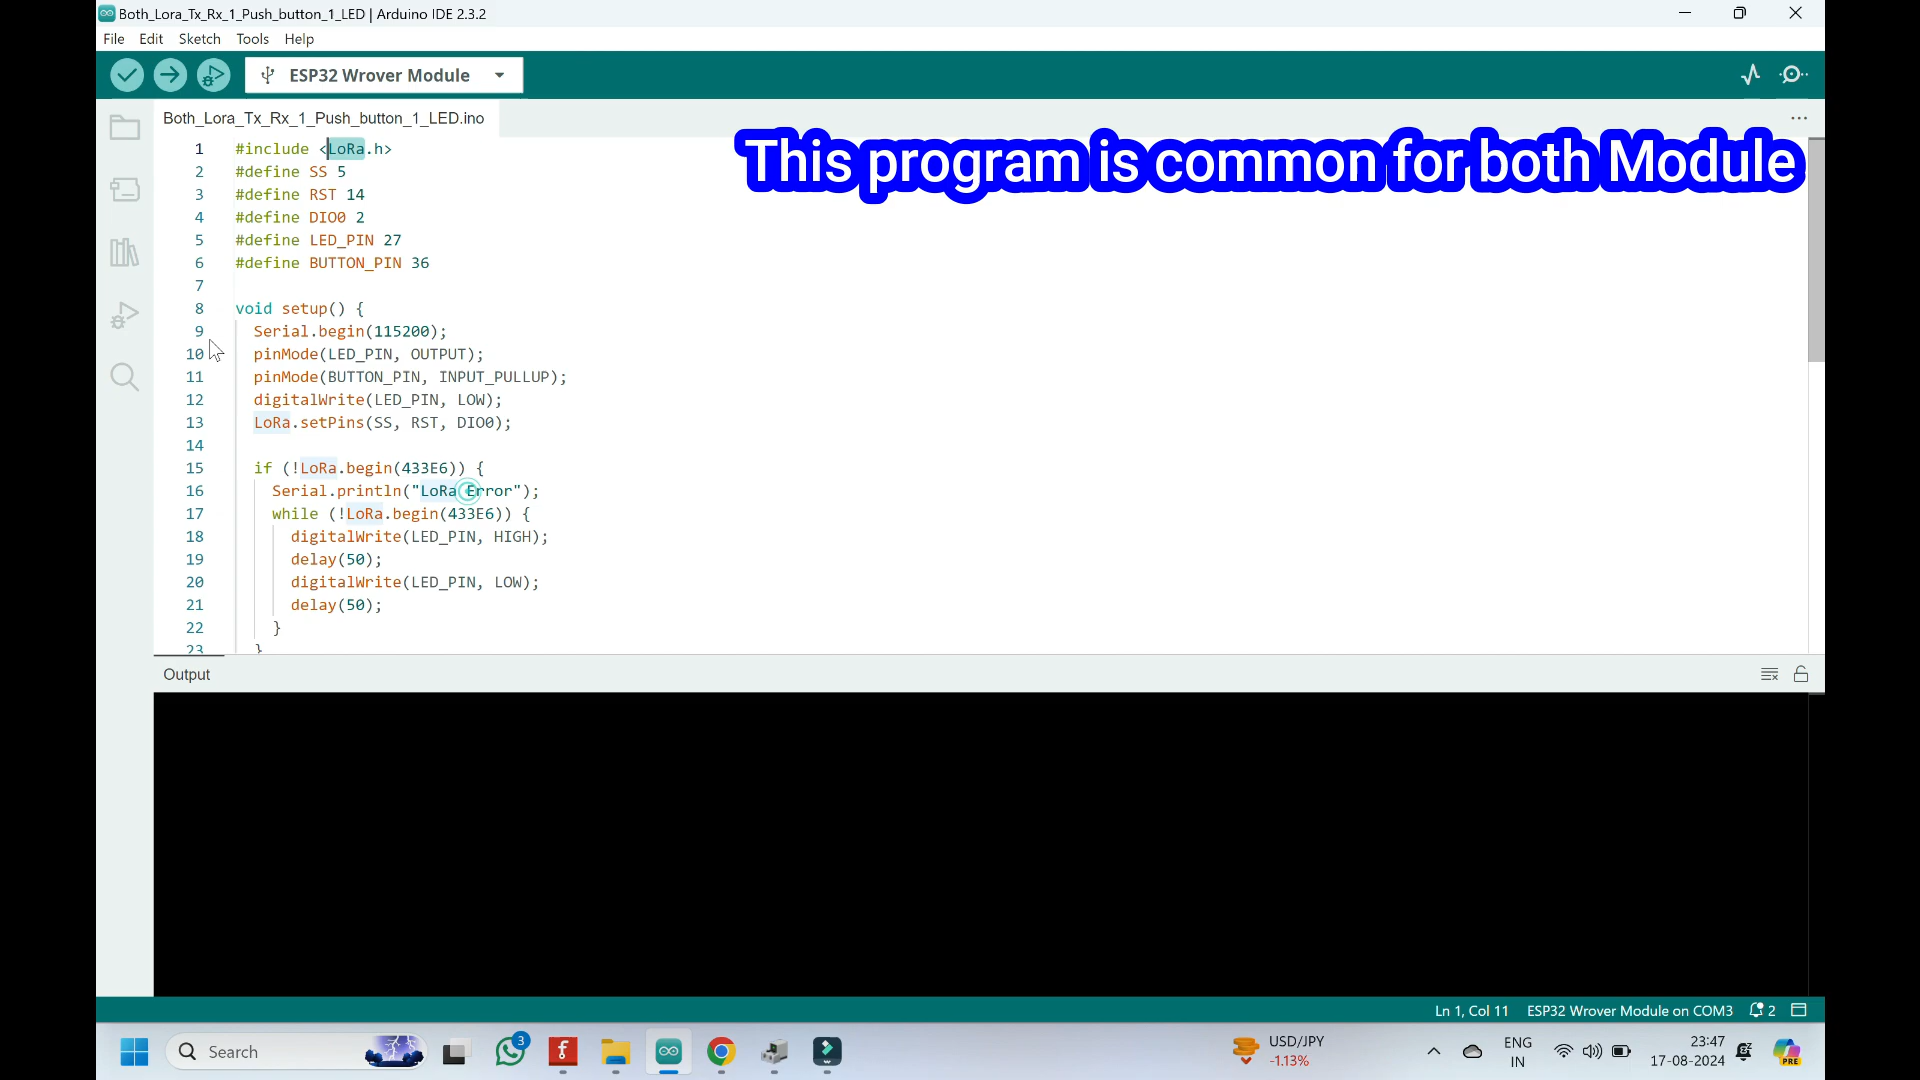 Both_Lora_Tx_Rx_1_Push_button_1_LED | Arduino IDE 2.3.2
File Edit Sketch Tools Help
ESP32 Wrover Module
Both_Lora_Tx_Rx_1_Push_button_1_LED.ino
This program is common for both Module
1 #include <LoRa.h>
2 #define SS 5
3 #define RST 14
4 #define DIO0 2
5 #define LED_PIN 27
6 #define BUTTON_PIN 36
7
8 void setup() {
9 Serial.begin(115200);
10 pinMode(LED_PIN, OUTPUT);
11 pinMode(BUTTON_PIN, INPUT_PULLUP);
12 digitalWrite(LED_PIN, LOW);
13 LoRa.setPins(SS, RST, DIO0);
14
15 if (!LoRa.begin(433E6)) {
16 Serial.println("LoRa Error");
17 while (!LoRa.begin(433E6)) {
18 digitalWrite(LED_PIN, HIGH);
19 delay(50);
20 digitalWrite(LED_PIN, LOW);
21 delay(50);
22 }
23 }
Output
Ln 1, Col 11 ESP32 Wrover Module on COM3 2
Search
3
USD/JPY
-1.13%
ENG
IN
23:47
17-08-2024
PRE